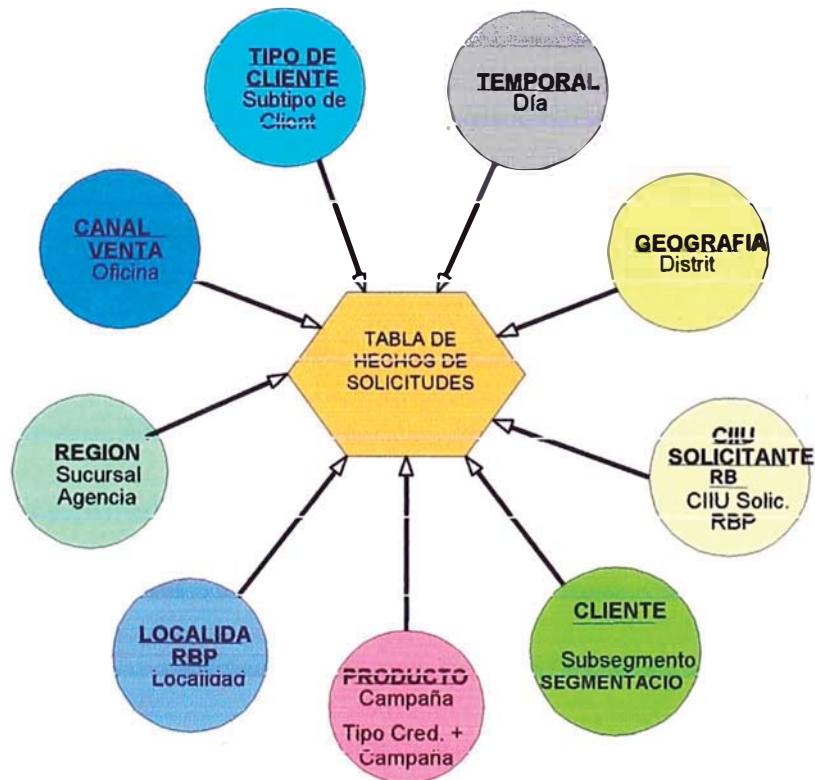 TIPO DE
CLIENTE
Subtipo de
Client
TEMPORAL
Día
CANAL
VENTA
Oficina
GEOGRAFIA
Distrit
TABLA DE
HECHOS DE
SOLICITUDES
REGION
Sucursal
Agencia
CIIU
SOLICITANTE
RB
CIIU Solic.
RBP
LOCALIDA
RBP
Localidad
PRODUCTO
Campaña
Tipo Cred. +
Campaña
CLIENTE
Subsegmento
SEGMENTACIO